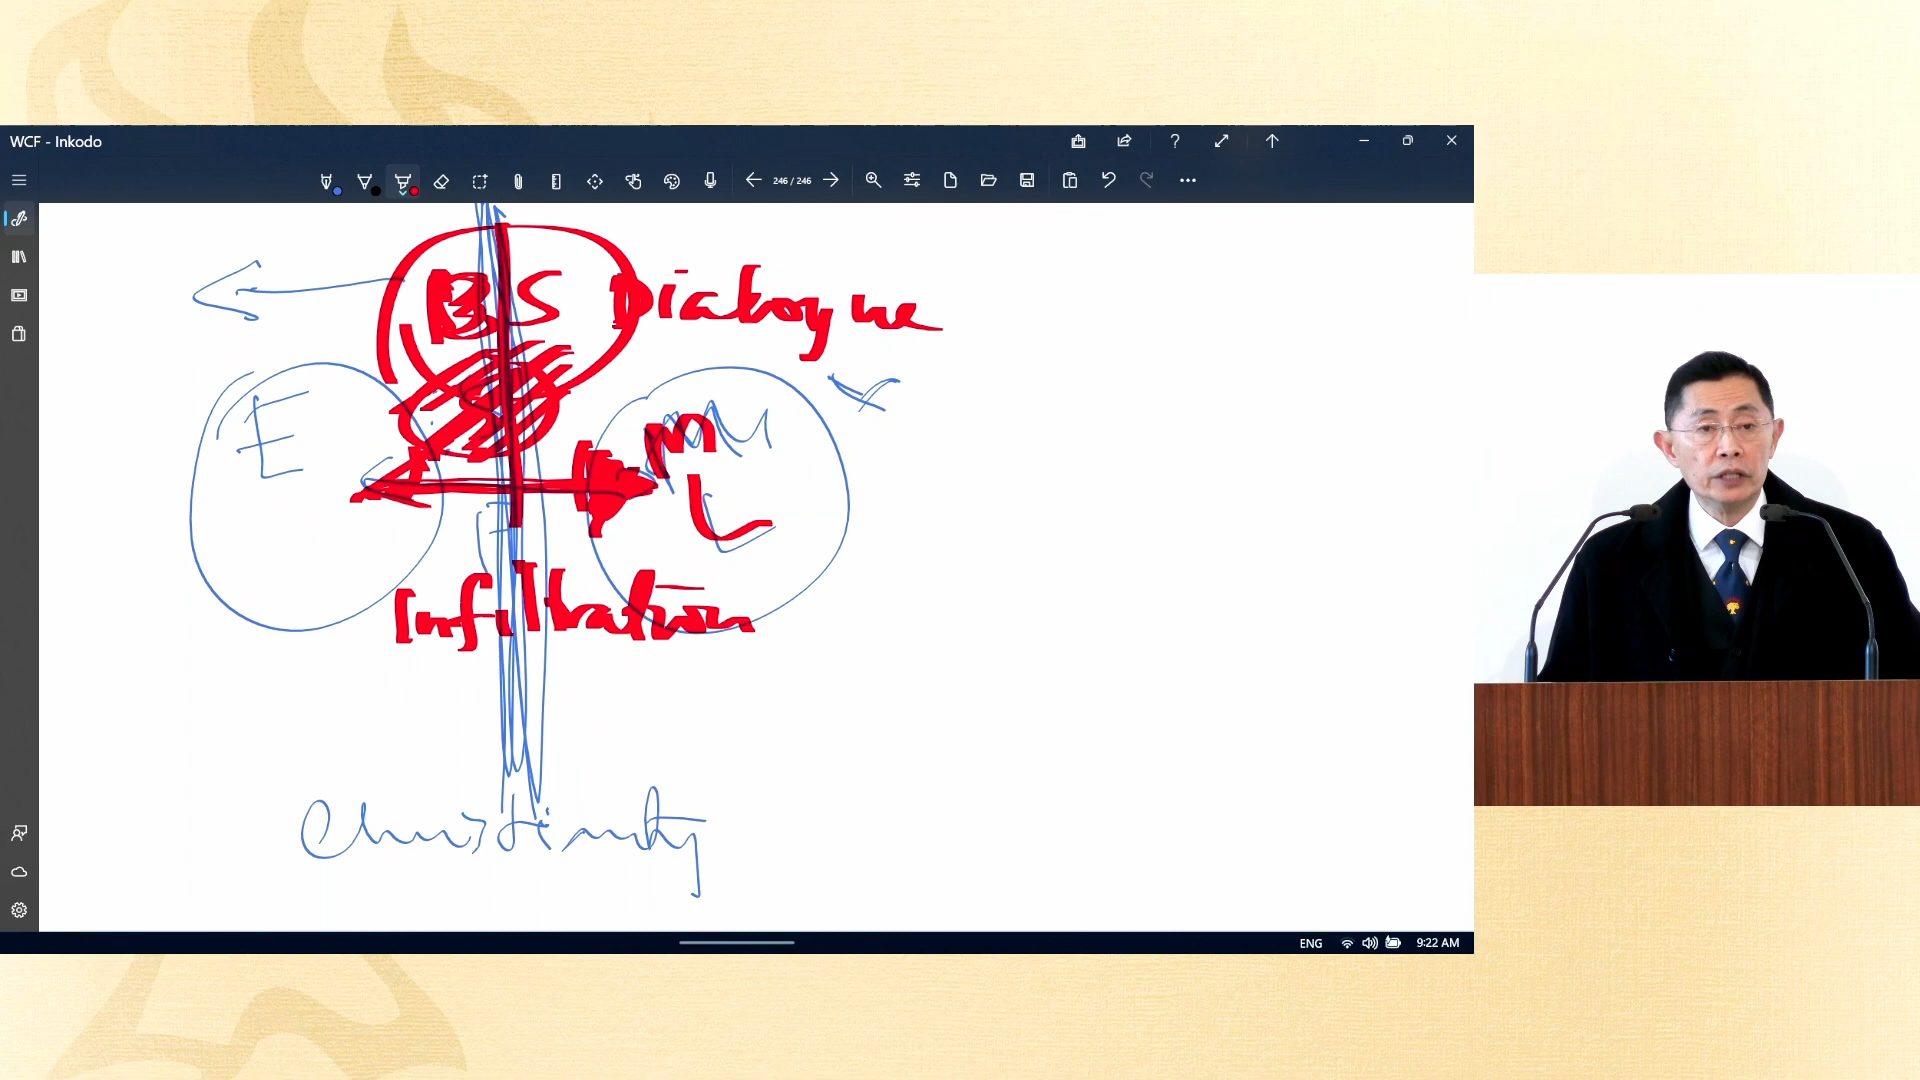 WCF - Inkodo
246 / 246
BS Dialogue
E
M
M
L
L
Infiltration
Christianity
ENG 9:22 AM